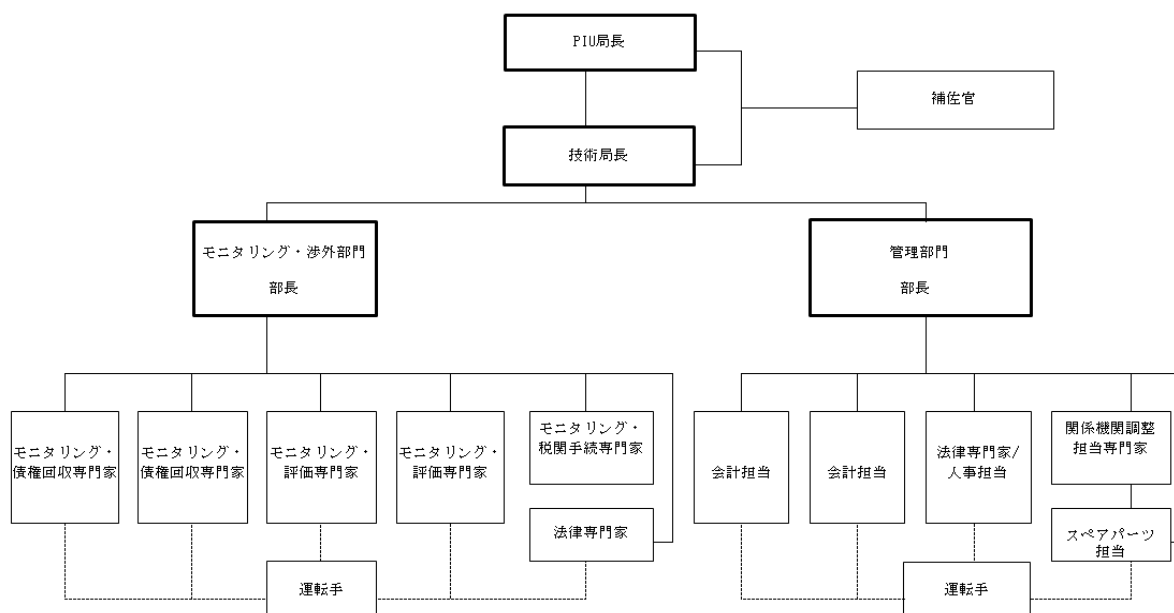 PIU局長
補佐官
技術局長
モニタリング・渉外部門
部長
管理部門
部長
モニタリング・
債権回収専門家
モニタリング・
債権回収専門家
モニタリング・
評価専門家
モニタリング・
評価専門家
モニタリング・
税関手続専門家
法律専門家
運転手
会計担当
会計担当
法律専門家/
人事担当
関係機関調整
担当専門家
スペアパーツ
担当
運転手